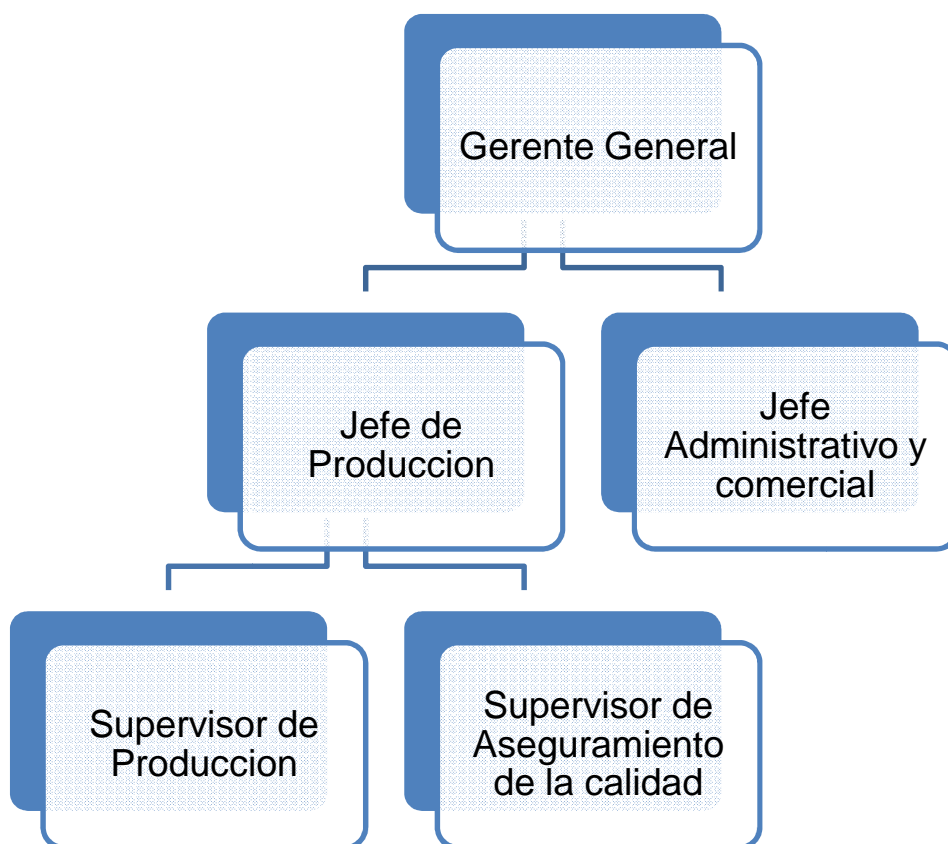 Gerente General
Jefe de
Produccion
Jefe
Administrativo y
comercial
Supervisor de
Produccion
Supervisor de
Aseguramiento
de la calidad